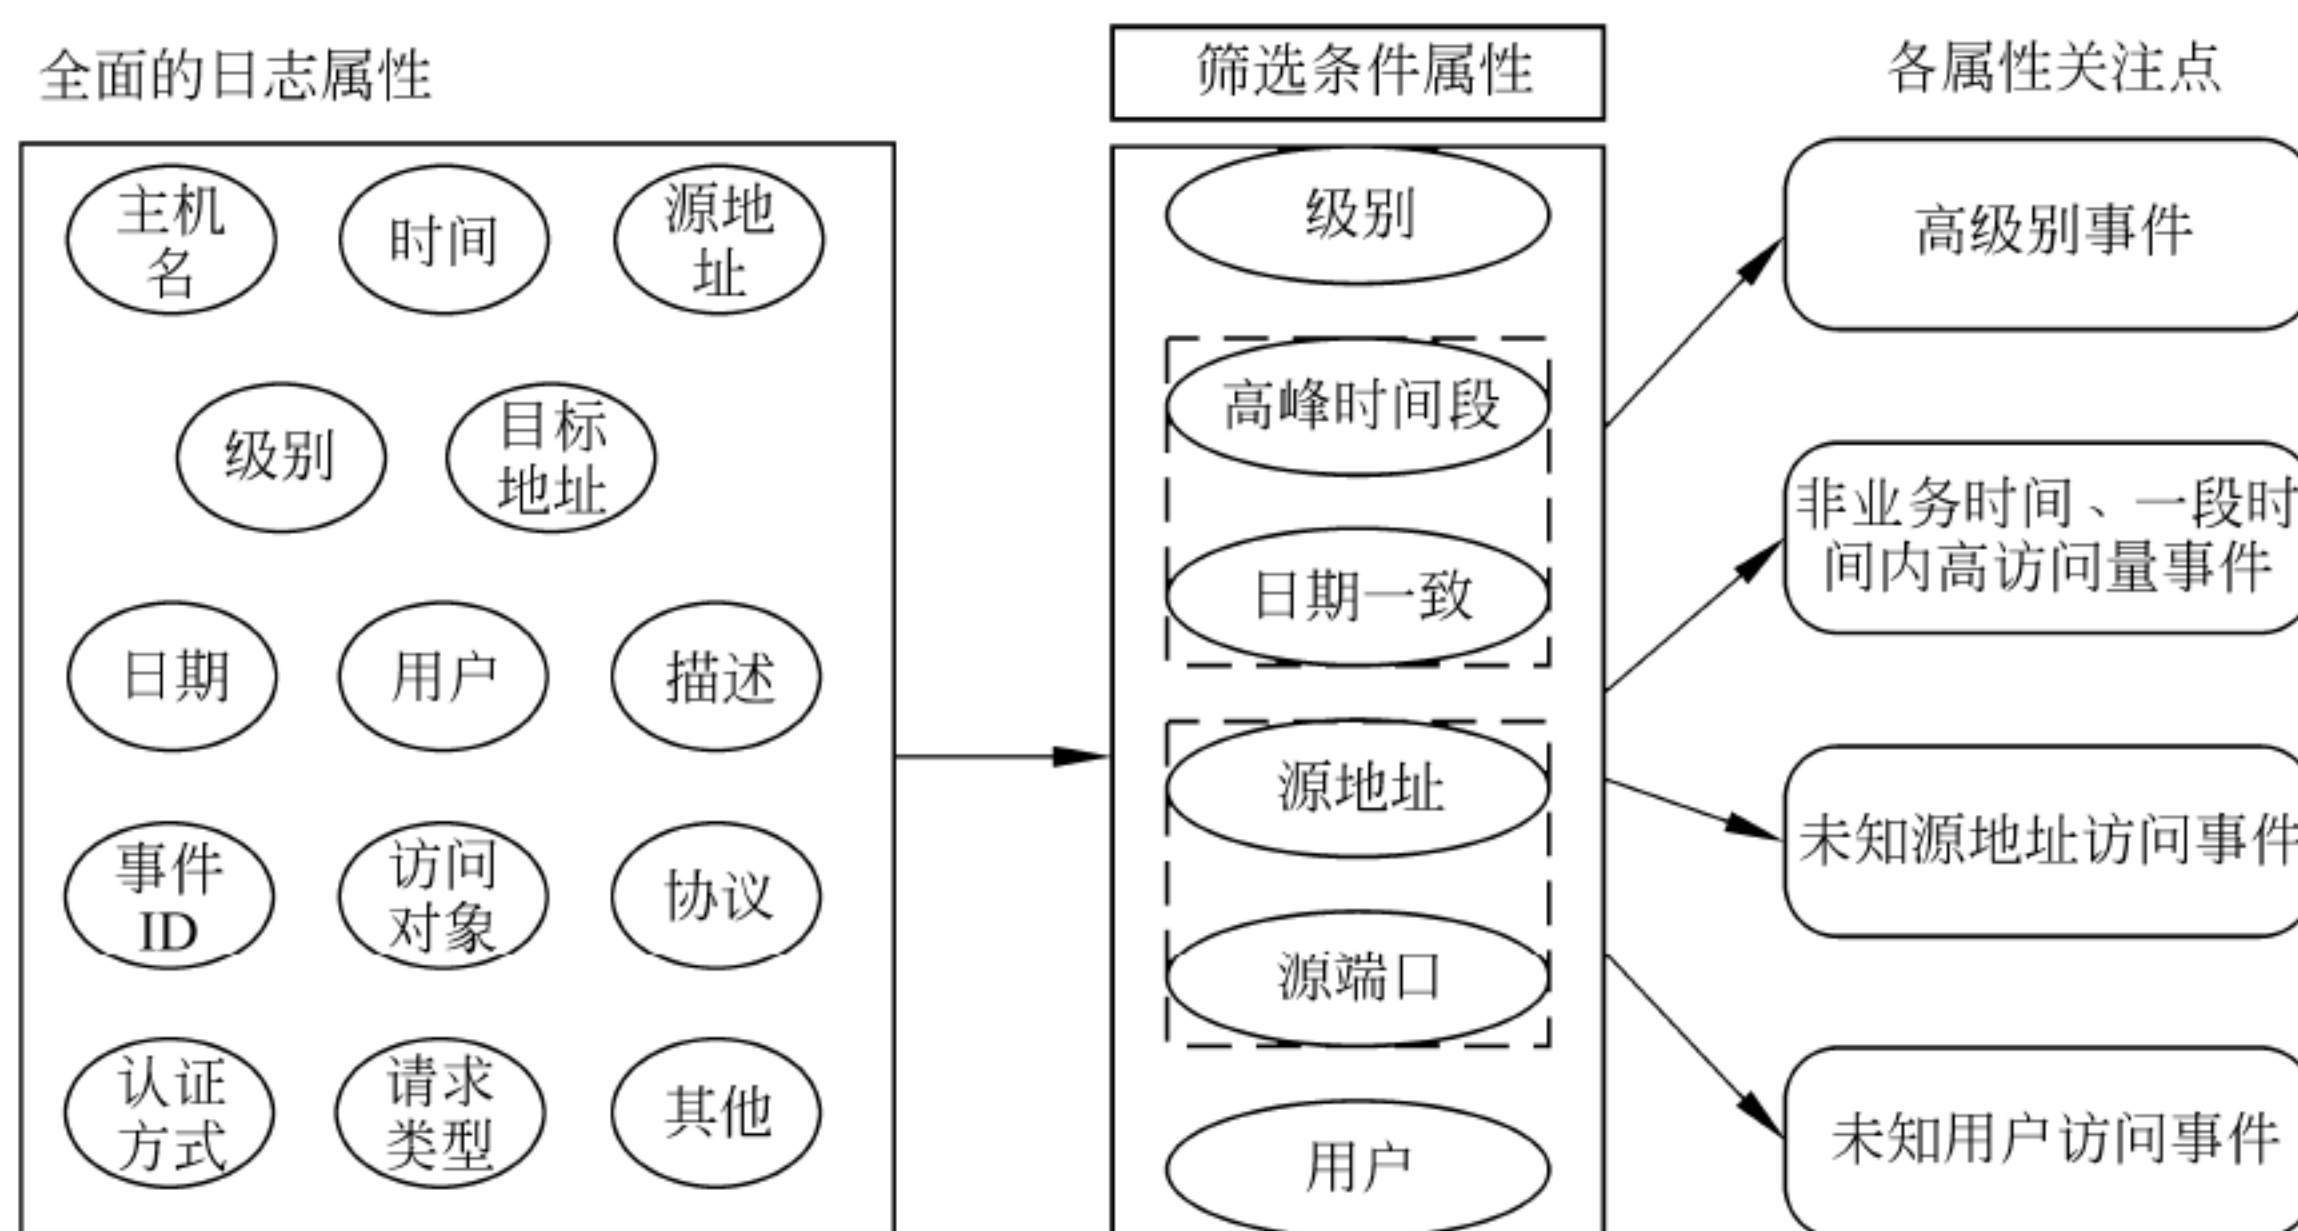 全面的日志属性
主机
名
时间
源地
址
级别
目标
地址
日期
用户
描述
事件
ID
访问
对象
协议
认证
方式
请求
类型
其他
筛选条件属性
级别
高峰时间段
日期一致
源地址
源端口
用户
各属性关注点
高级别事件
非业务时间、一段时
间内高访问量事件
未知源地址访问事件
未知用户访问事件